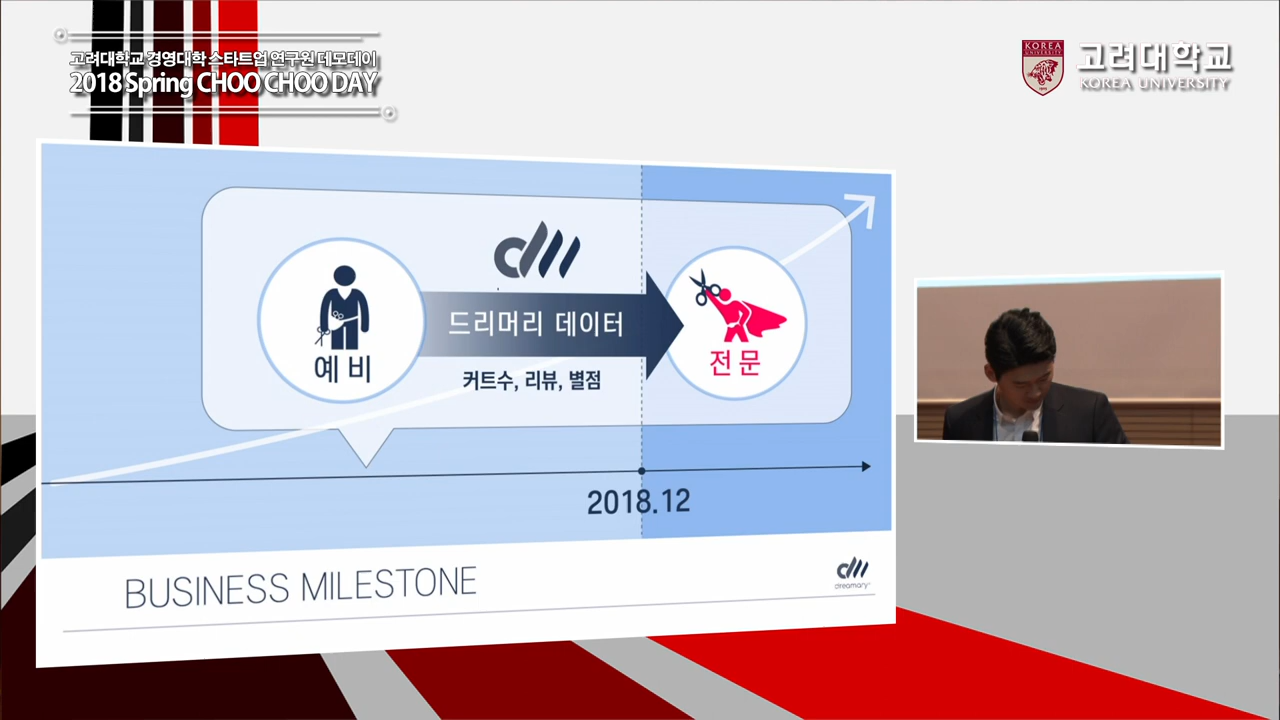 고려대학교 경영대학 스타트업 연구원 데모데이
2018 Spring CHOO CHOO DAY
KOREA
UNIVERSITY
고려대학교
KOREA UNIVERSITY
예비
드리머리 데이터
커트수, 리뷰, 별점
전문
2018.12
BUSINESS MILESTONE
dreamary